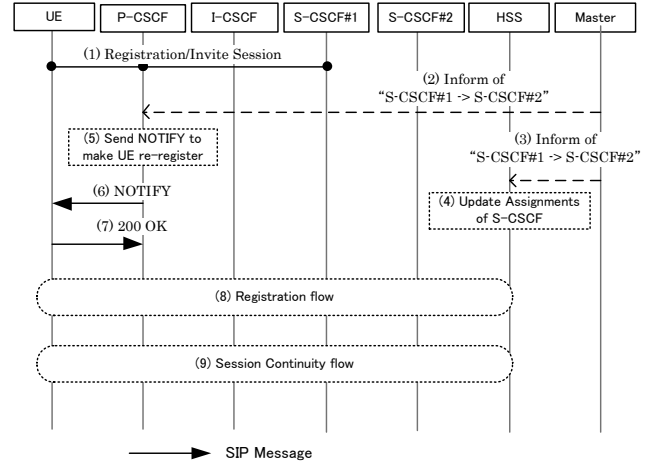 UE P-CSCF I-CSCF S-CSCF#1 S-CSCF#2 HSS Master
(1) Registration/Invite Session
(2) Inform of
“S-CSCF#1 -> S-CSCF#2”
(5) Send NOTIFY to
make UE re-register
(3) Inform of
“S-CSCF#1 -> S-CSCF#2”
(6) NOTIFY
(4) Update Assignments
of S-CSCF
(7) 200 OK
(8) Registration flow
(9) Session Continuity flow
SIP Message